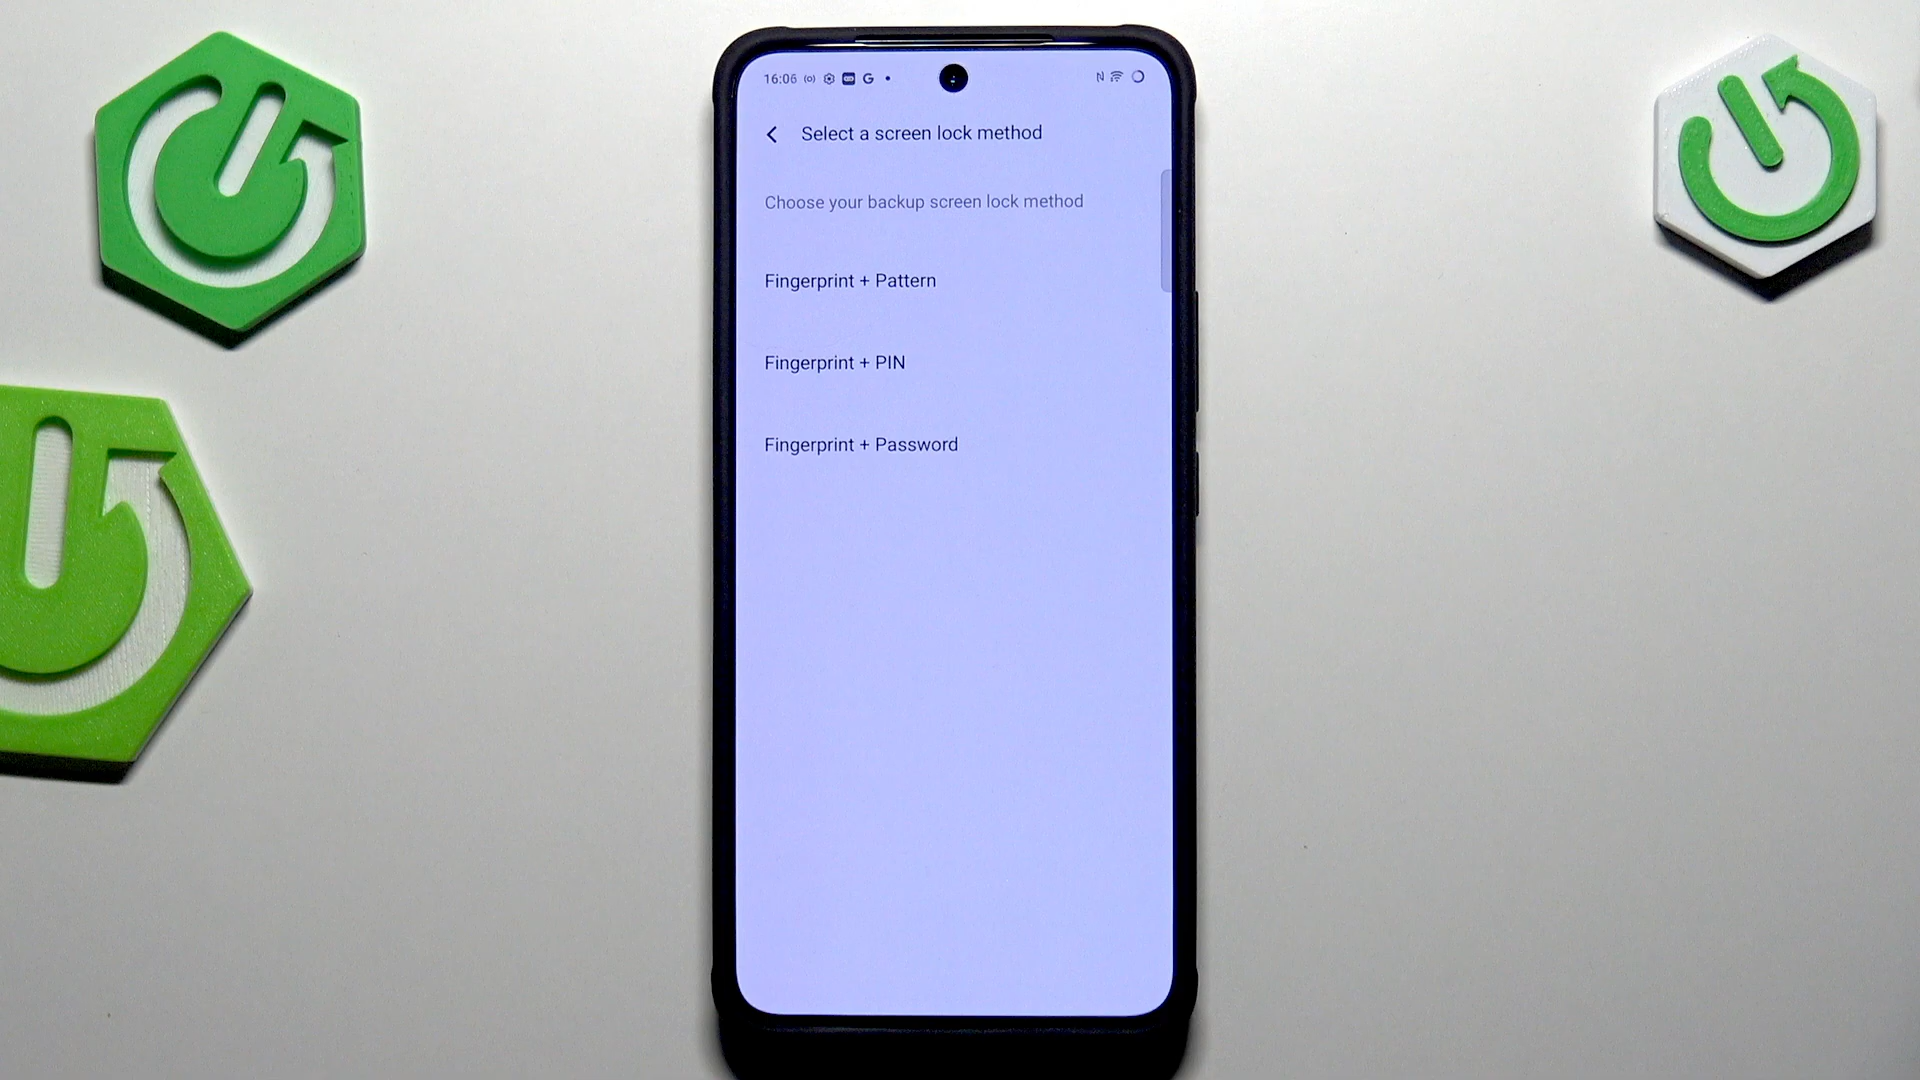 16:06
Select a screen lock method
Choose your backup screen lock method
Fingerprint + Pattern
Fingerprint + PIN
Fingerprint + Password